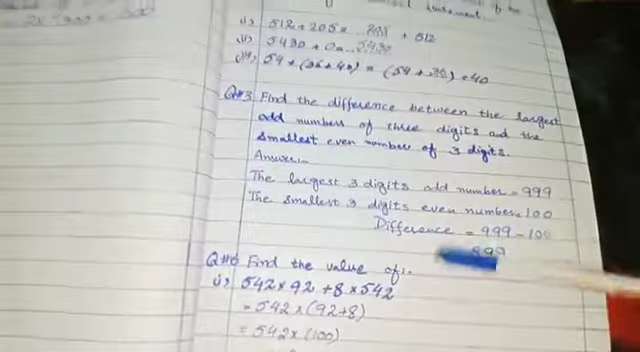 ii) 512 + 205 = + 512
iii) 5430 + 0 = 5430
iv) 54 + (36 + 40) = (54 + 36) + 40
Q#3 Find the difference between the largest
odd numbers of three digits and the
smallest even number of 3 digits.
Answer:-
The largest 3 digits odd number = 999
The smallest 3 digits even number = 100
Difference = 999 - 100
899
Q#6 Find the value of:-
i) 542 x 92 + 8 x 542
= 542 x (92+8)
= 542 x (100)